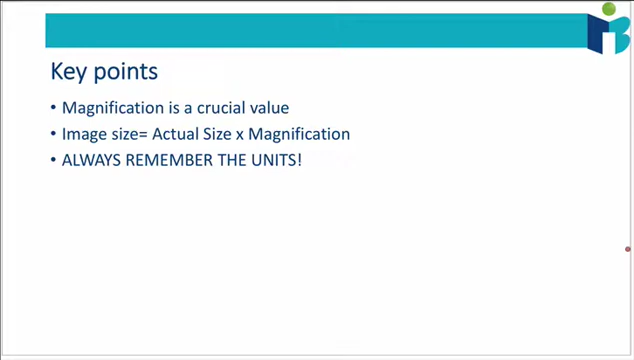 Key points
• Magnification is a crucial value
• Image size= Actual Size x Magnification
• ALWAYS REMEMBER THE UNITS!